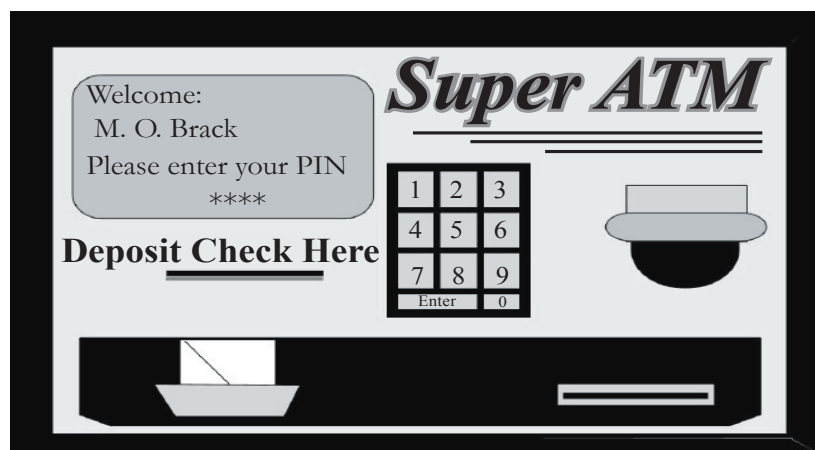 Super ATM
Welcome:
M. O. Brack
Please enter your PIN
****
Deposit Check Here
1 2 3
4 5 6
7 8 9
Enter 0